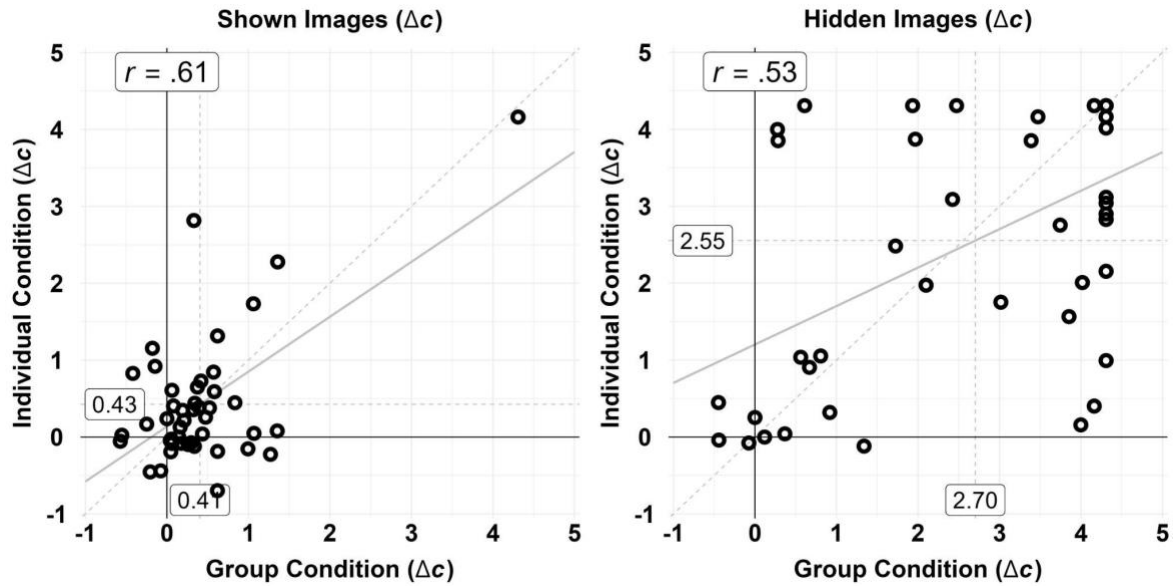 Shown Images (Δc)
Individual Condition (Δc)
5
4
3
2
1
0
-1
r = .61
0.43
0.41
-1 0 1 2 3 4 5
Group Condition (Δc)
Hidden Images (Δc)
Individual Condition (Δc)
5
4
3
2
1
0
-1
r = .53
2.55
2.70
-1 0 1 2 3 4 5
Group Condition (Δc)